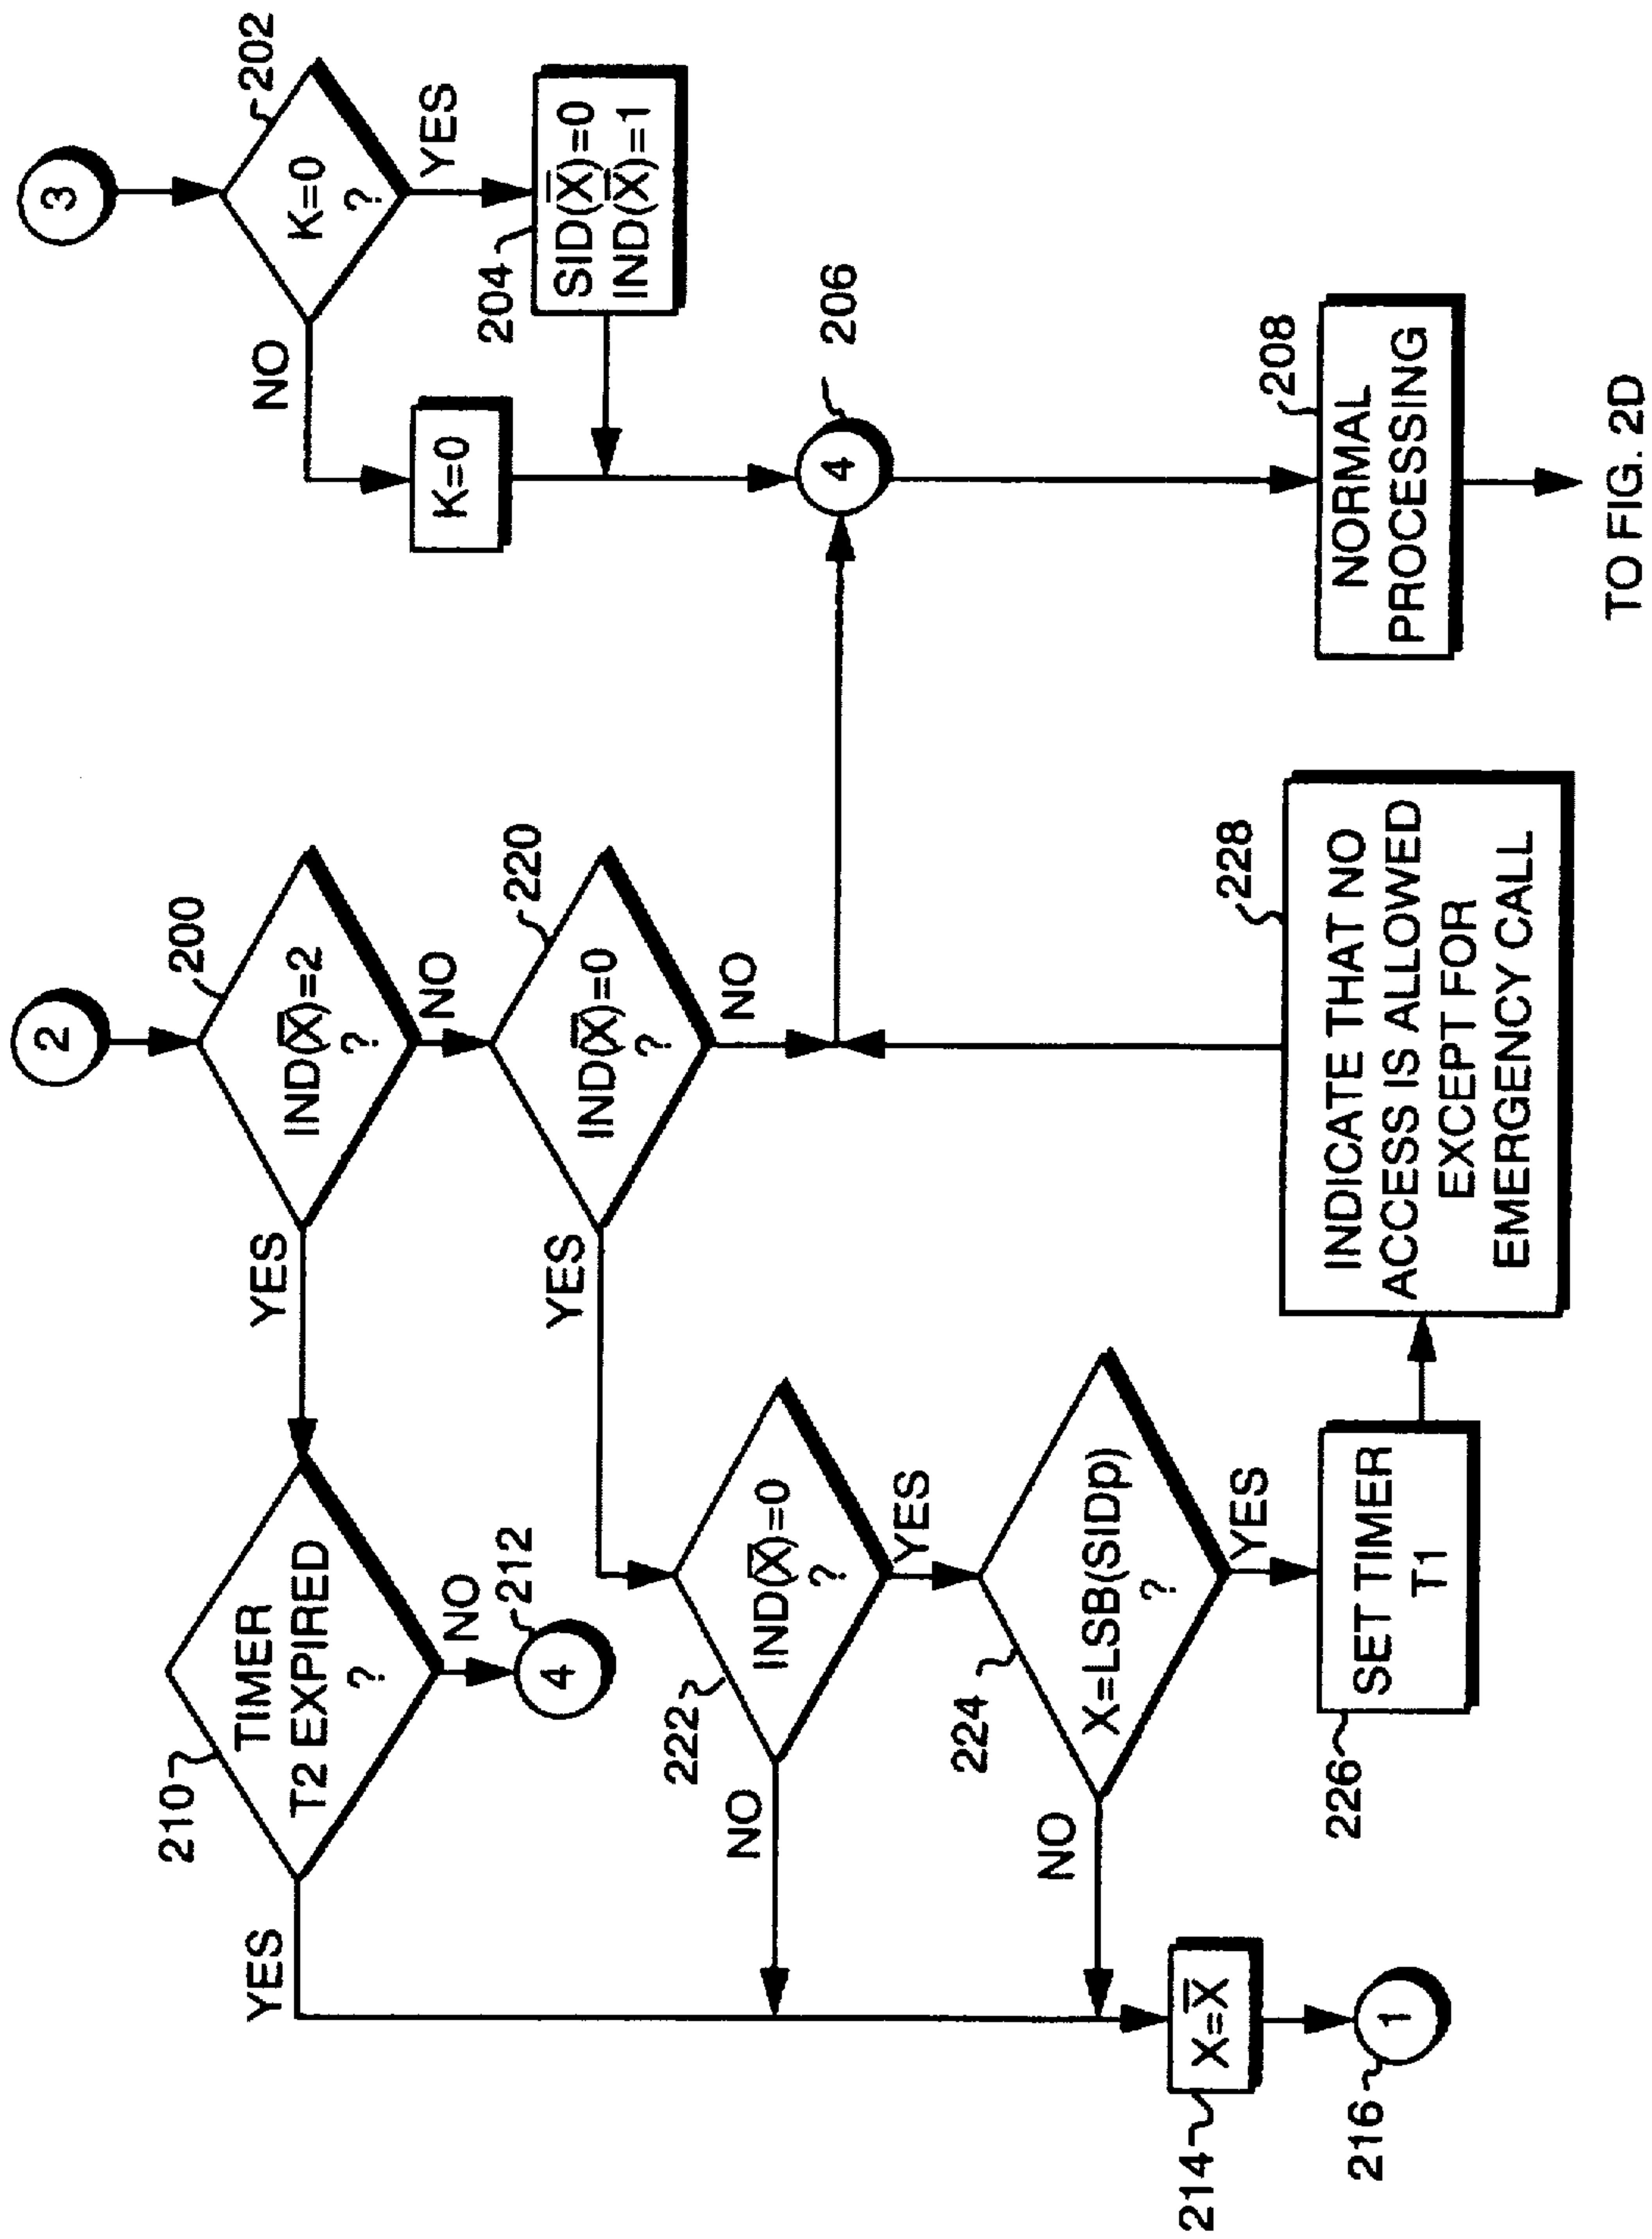 2
200
IND(X̅)=2
?
YES
NO
210
TIMER
T2 EXPIRED
?
YES
NO
4
212
220
IND(X̅)=0
?
YES
NO
222
IND(X̅)=0
?
NO
YES
224
X=LSB(SIDp)
?
NO
YES
214
X=X̅
216
1
226
SET TIMER
T1
228
INDICATE THAT NO
ACCESS IS ALLOWED
EXCEPT FOR
EMERGENCY CALL
3
202
K=0
?
NO
YES
K=0
204
SID(X̅)=0
IND(X̅)=1
4
206
208
NORMAL
PROCESSING
TO FIG. 2D